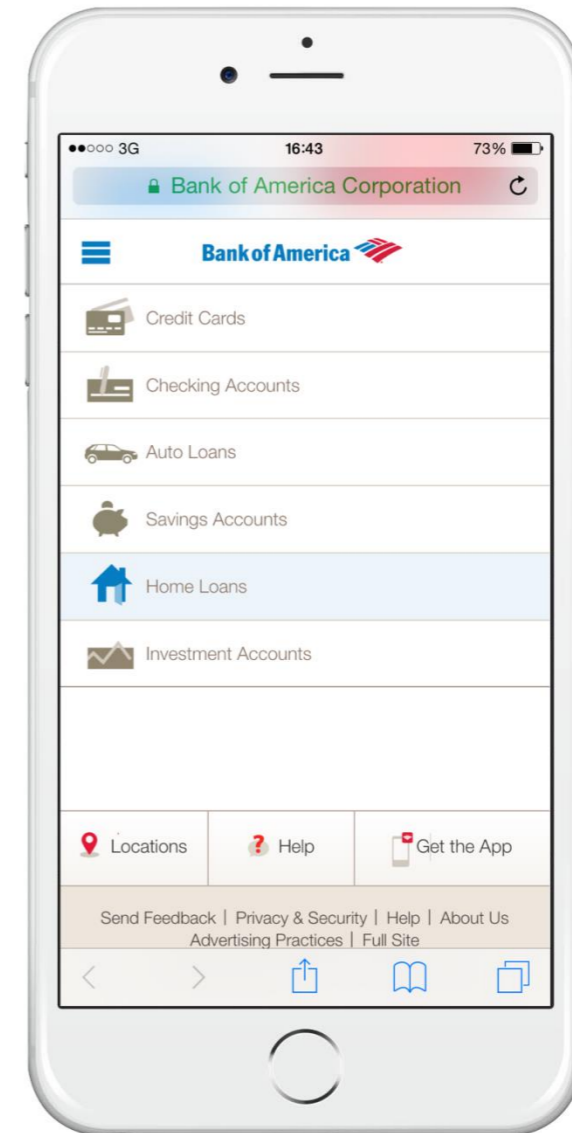 3G 16:43 73%
Bank of America Corporation
Bank of America
Credit Cards
Checking Accounts
Auto Loans
Savings Accounts
Home Loans
Investment Accounts
Locations ? Help Get the App
Send Feedback | Privacy & Security | Help | About Us
Advertising Practices | Full Site